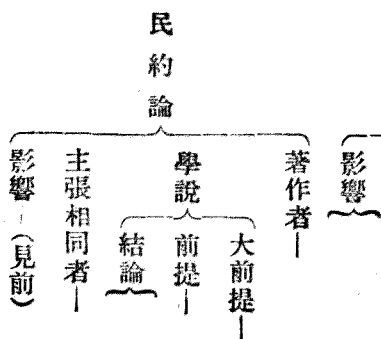 影響
民約論
著作者
學說
大前提
前提
結論
主張相同者
影響—(見前)